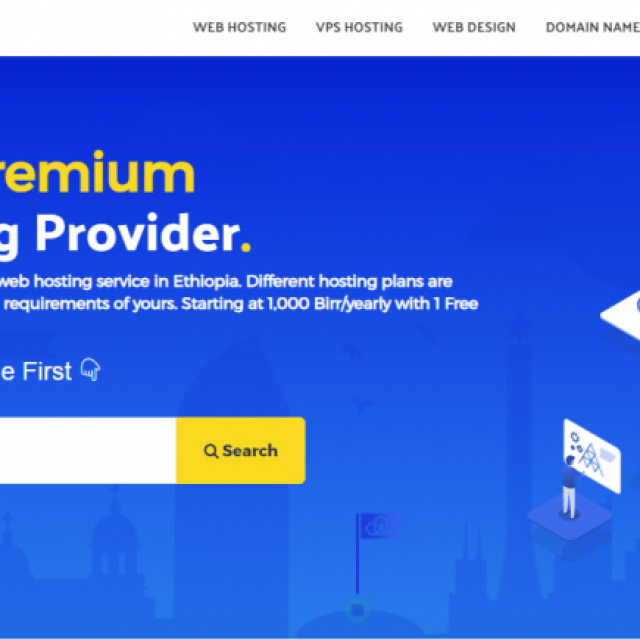 WEB HOSTING VPS HOSTING WEB DESIGN DOMAIN NAME
remium
g Provider.
web hosting service in Ethiopia. Different hosting plans are
requirements of yours. Starting at 1,000 Birr/yearly with 1 Free
e First
Search